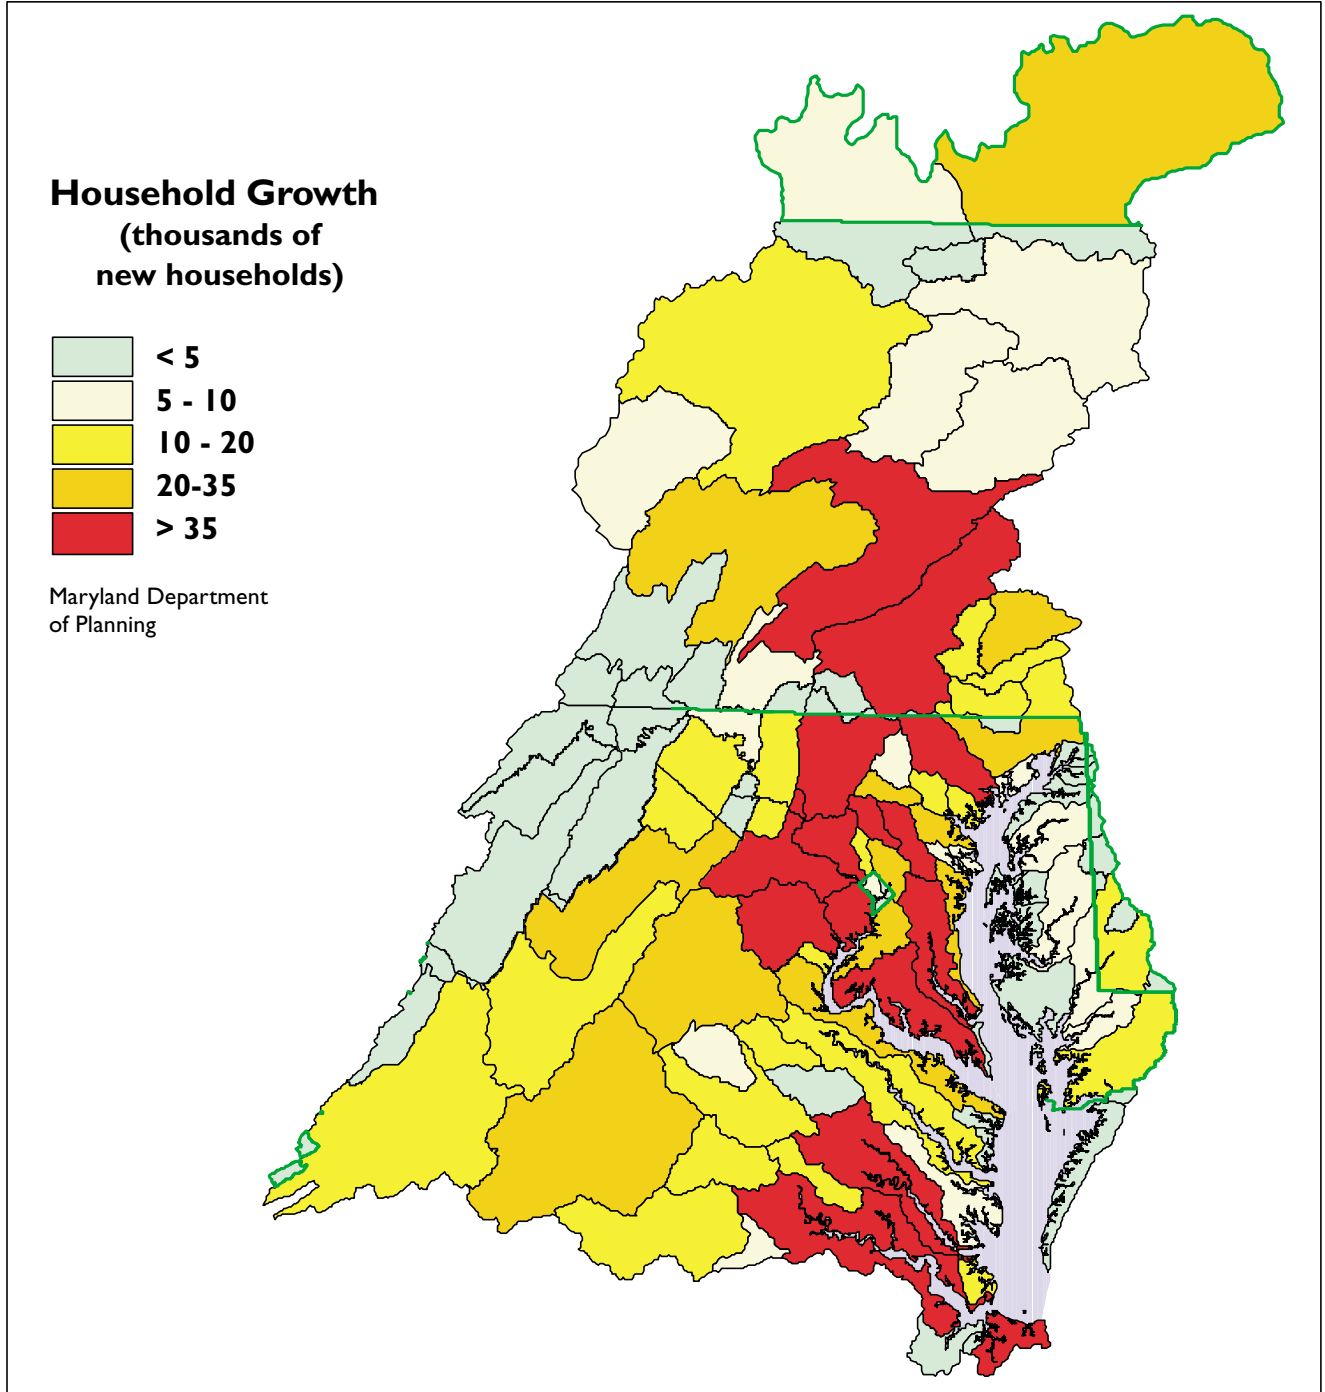 Household Growth
(thousands of
new households)
< 5
5 - 10
10 - 20
20-35
> 35
Maryland Department
of Planning